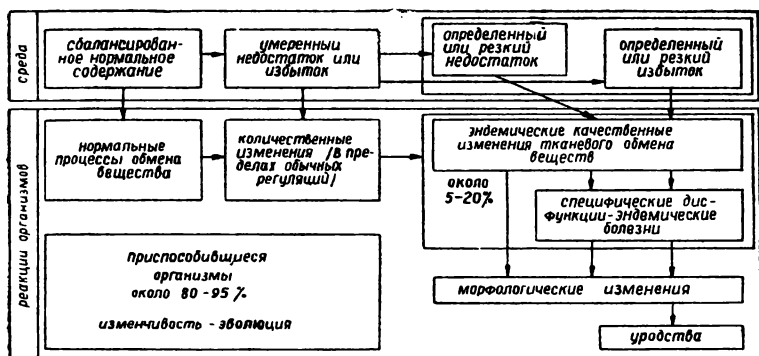 среда
сбалансирован-
ное нормальное
содержание
умеренный
недостаток или
избыток
определенный
или резкий
недостаток
определенный
или резкий
избыток
реакции организмов
нормальные
процессы обмена
вещества
количественные
изменения /в пре-
делах обычных
регуляций/
эндемические качественные
изменения тканевого обмена
веществ
около
5-20%
специфические дис-
функции-эндемические
болезни
приспособившиеся
организмы
около 80-95 %
изменчивость - эволюция
морфологические изменения
уродства